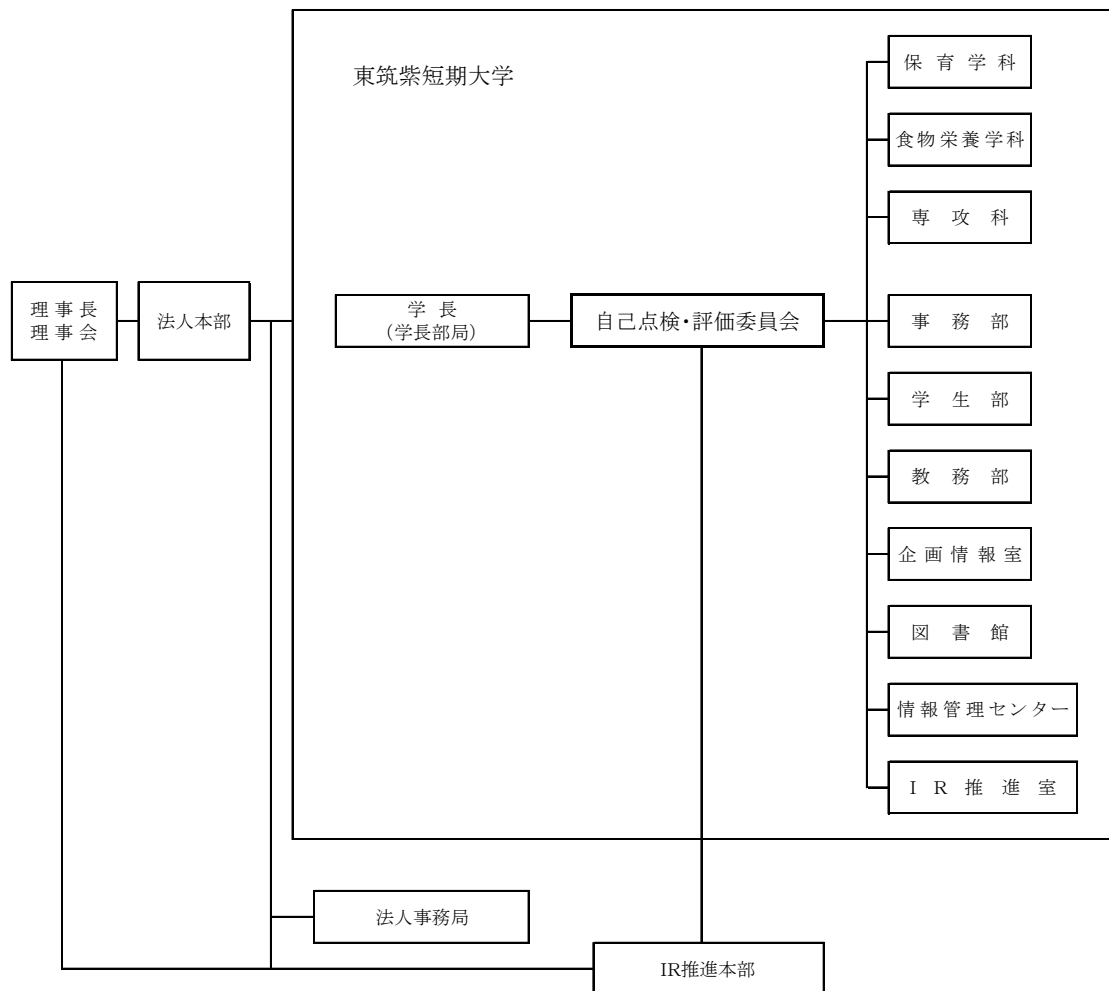 東筑紫短期大学
保育学科
食物栄養学科
専攻科
理事長
理事会
法人本部
学長
（学長部局）
自己点検・評価委員会
事務部
学生部
教務部
企画情報室
図書館
情報管理センター
ＩＲ推進室
法人事務局
IR推進本部